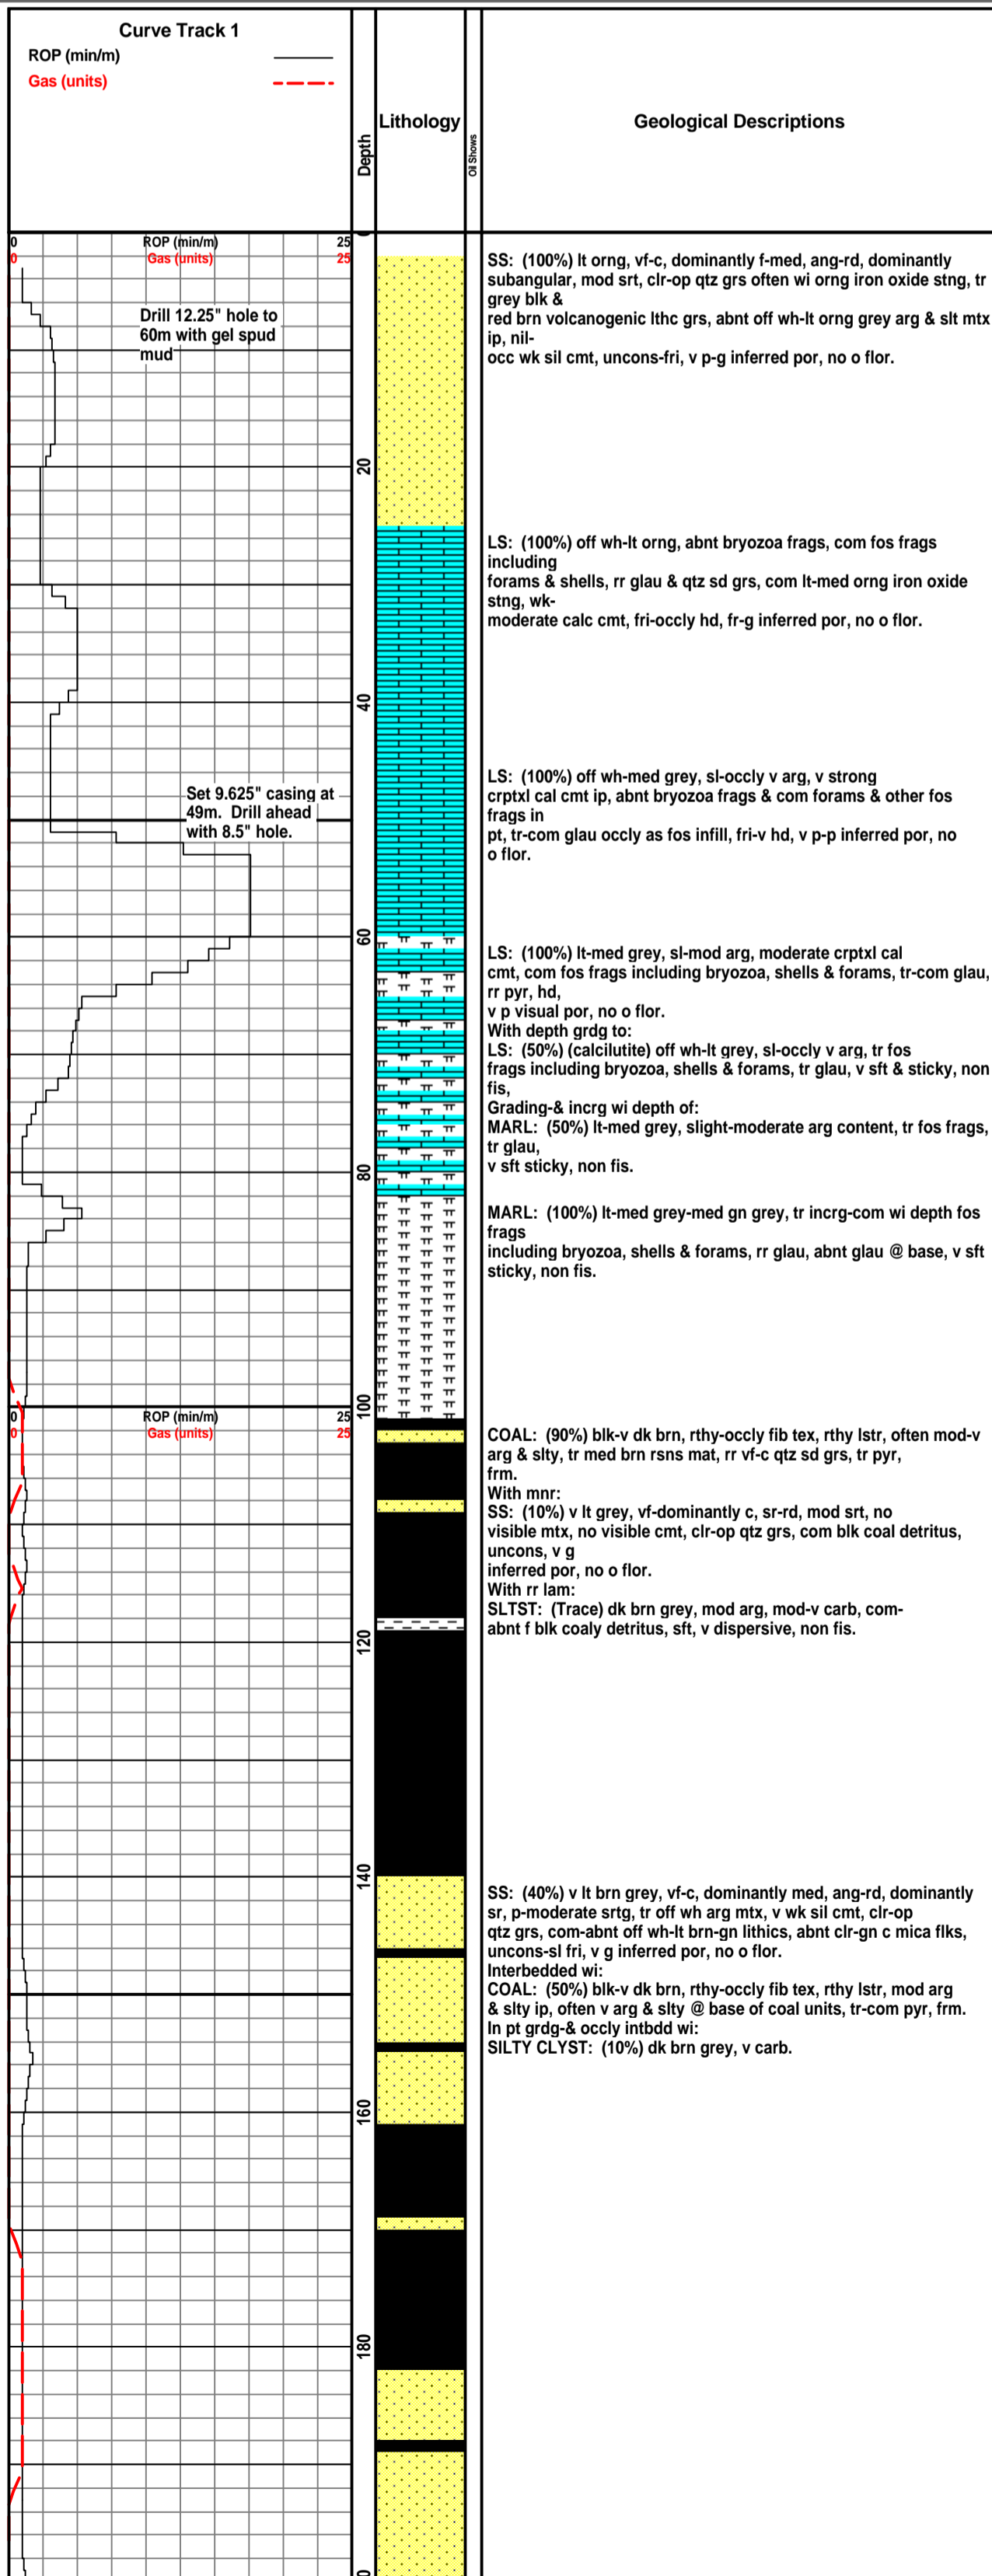 Curve Track 1
ROP (min/m)
Gas (units)
Depth
Lithology
Oil Shows
Geological Descriptions
0 ROP (min/m) 25
0 Gas (units) 25
SS: (100%) lt orng, vf-c, dominantly f-med, ang-rd, dominantly
subangular, mod srt, clr-op qtz grs often wi orng iron oxide stng, tr
grey blk &
red brn volcanogenic lthc grs, abnt off wh-lt orng grey arg & slt mtx
ip, nil-
occ wk sil cmt, uncons-fri, v p-g inferred por, no o flor.
Drill 12.25" hole to
60m with gel spud
mud
20
LS: (100%) off wh-lt orng, abnt bryozoa frags, com fos frags
including
forams & shells, rr glau & qtz sd grs, com lt-med orng iron oxide
stng, wk-
moderate calc cmt, fri-occly hd, fr-g inferred por, no o flor.
40
LS: (100%) off wh-med grey, sl-occly v arg, v strong
crptxl cal cmt ip, abnt bryozoa frags & com forams & other fos
frags in
pt, tr-com glau occly as fos infill, fri-v hd, v p-p inferred por, no
o flor.
Set 9.625" casing at
49m. Drill ahead
with 8.5" hole.
60
LS: (100%) lt-med grey, sl-mod arg, moderate crptxl cal
cmt, com fos frags including bryozoa, shells & forams, tr-com glau,
rr pyr, hd,
v p visual por, no o flor.
With depth grdg to:
LS: (50%) (calcilutite) off wh-lt grey, sl-occly v arg, tr fos
frags including bryozoa, shells & forams, tr glau, v sft & sticky, non
fis,
Grading-& incrg wi depth of:
MARL: (50%) lt-med grey, slight-moderate arg content, tr fos frags,
tr glau,
v sft sticky, non fis.
80
MARL: (100%) lt-med grey-med gn grey, tr incrg-com wi depth fos
frags
including bryozoa, shells & forams, rr glau, abnt glau @ base, v sft
sticky, non fis.
100
0 ROP (min/m) 25
0 Gas (units) 25
COAL: (90%) blk-v dk brn, rthy-occly fib tex, rthy lstr, often mod-v
arg & slty, tr med brn rsns mat, rr vf-c qtz sd grs, tr pyr,
frm.
With mnr:
SS: (10%) v lt grey, vf-dominantly c, sr-rd, mod srt, no
visible mtx, no visible cmt, clr-op qtz grs, com blk coal detritus,
uncons, v g
inferred por, no o flor.
With rr lam:
SLTST: (Trace) dk brn grey, mod arg, mod-v carb, com-
abnt f blk coaly detritus, sft, v dispersive, non fis.
120
140
SS: (40%) v lt brn grey, vf-c, dominantly med, ang-rd, dominantly
sr, p-moderate srtg, tr off wh arg mtx, v wk sil cmt, clr-op
qtz grs, com-abnt off wh-lt brn-gn lithics, abnt clr-gn c mica flks,
uncons-sl fri, v g inferred por, no o flor.
Interbedded wi:
COAL: (50%) blk-v dk brn, rthy-occly fib tex, rthy lstr, mod arg
& slty ip, often v arg & slty @ base of coal units, tr-com pyr, frm.
In pt grdg-& occly intbdd wi:
SILTY CLYST: (10%) dk brn grey, v carb.
160
180